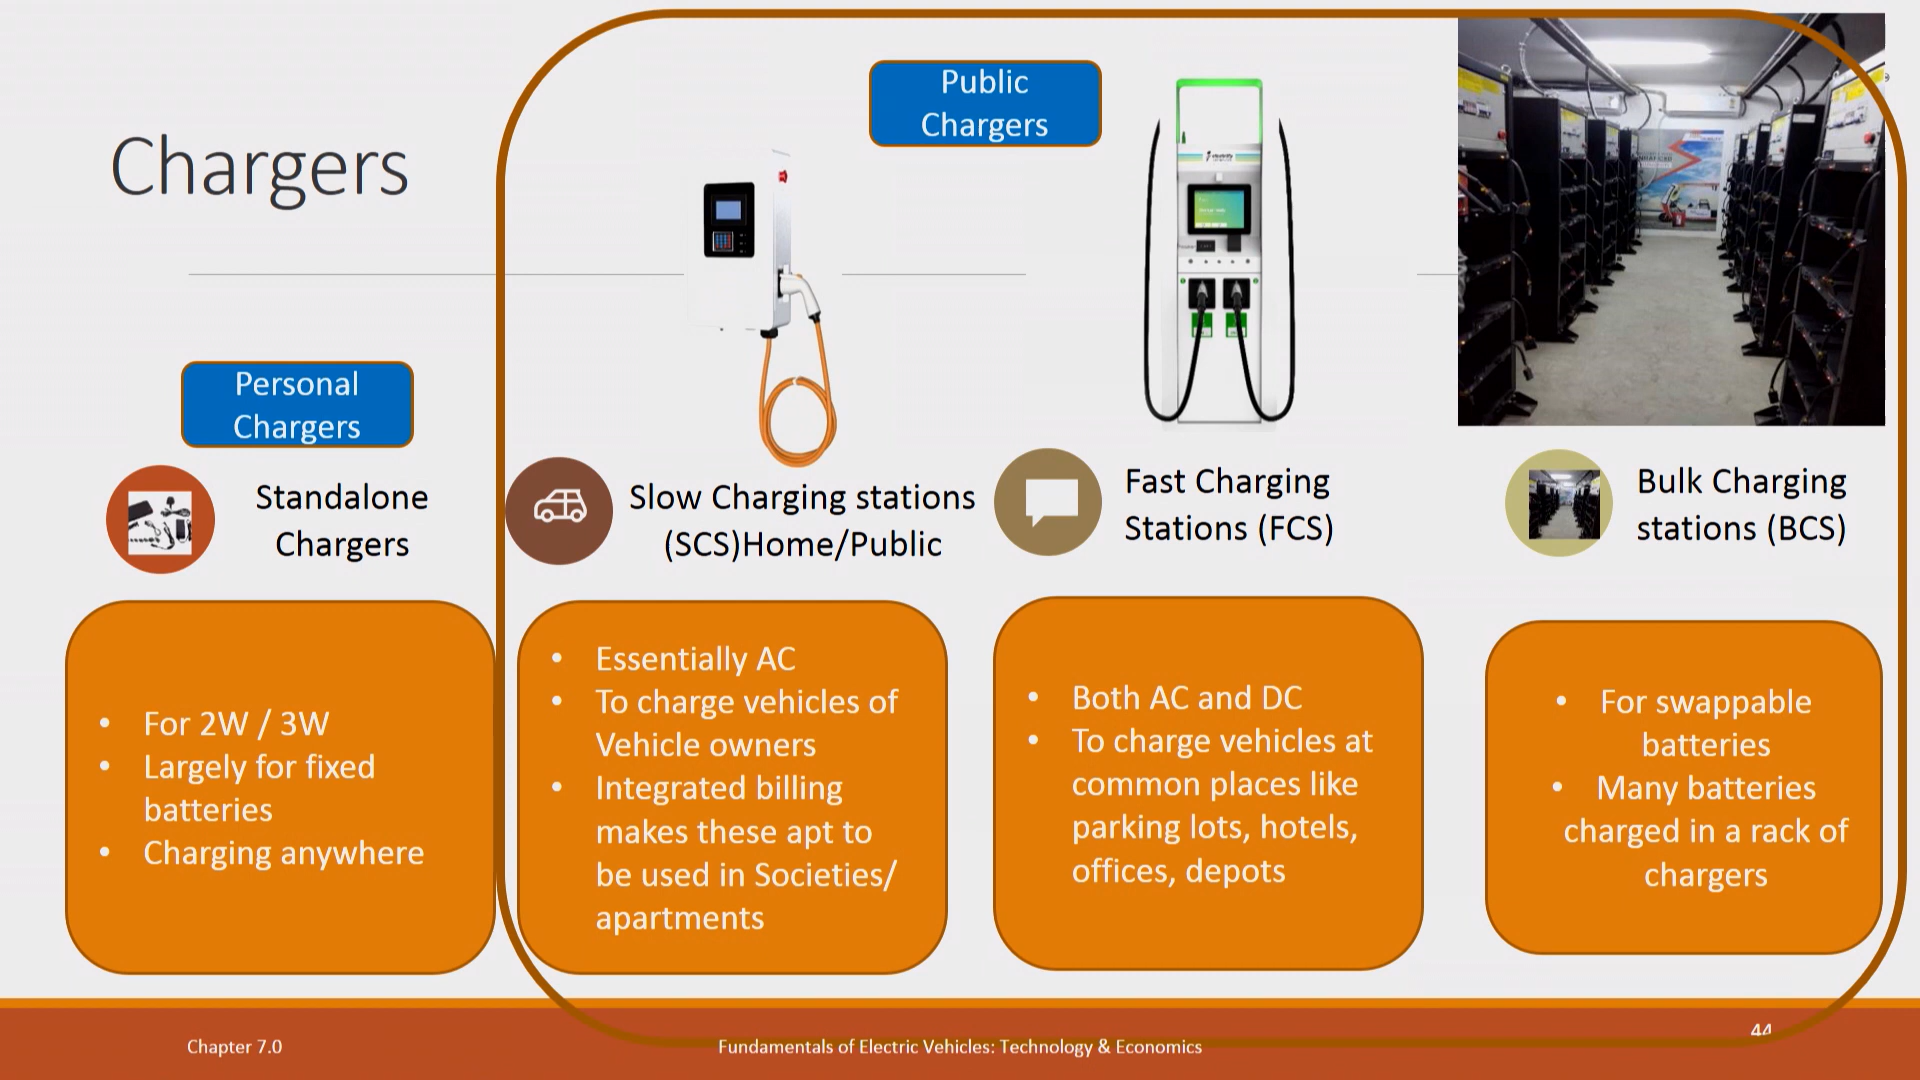 Public
Chargers
Chargers
Personal
Chargers
Standalone
Chargers
Slow Charging stations
(SCS)Home/Public
Fast Charging
Stations (FCS)
Bulk Charging
stations (BCS)
• For 2W / 3W
• Largely for fixed
batteries
• Charging anywhere
• Essentially AC
• To charge vehicles of
Vehicle owners
• Integrated billing
makes these apt to
be used in Societies/
apartments
• Both AC and DC
• To charge vehicles at
common places like
parking lots, hotels,
offices, depots
• For swappable
batteries
• Many batteries
charged in a rack of
chargers
Chapter 7.0
Fundamentals of Electric Vehicles: Technology & Economics
44